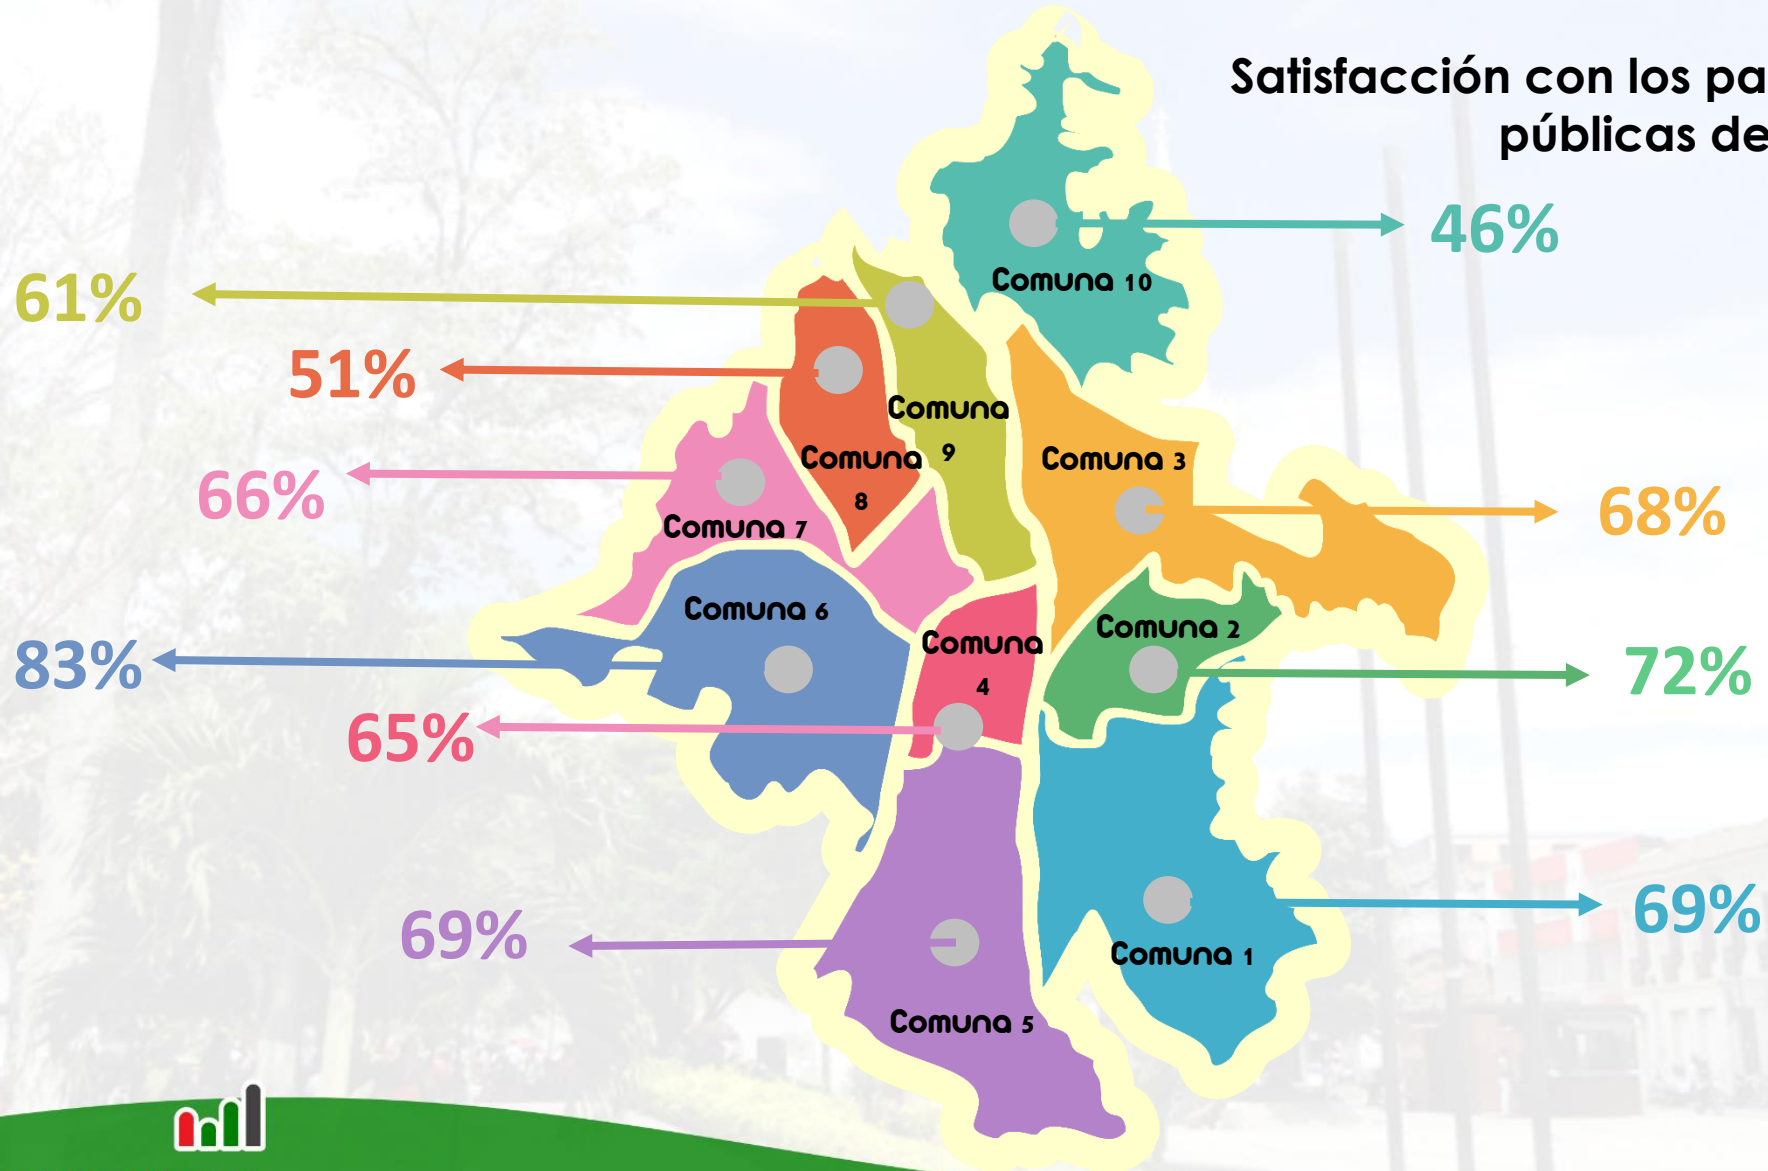 Satisfacción con los pa
públicas de
46%
61%
Comuna 10
51%
Comuna
9
Comuna 3
Comuna
8
66%
68%
Comuna 7
Comuna 6
Comuna 2
Comuna
4
83%
72%
65%
69%
69%
Comuna 1
Comuna 5